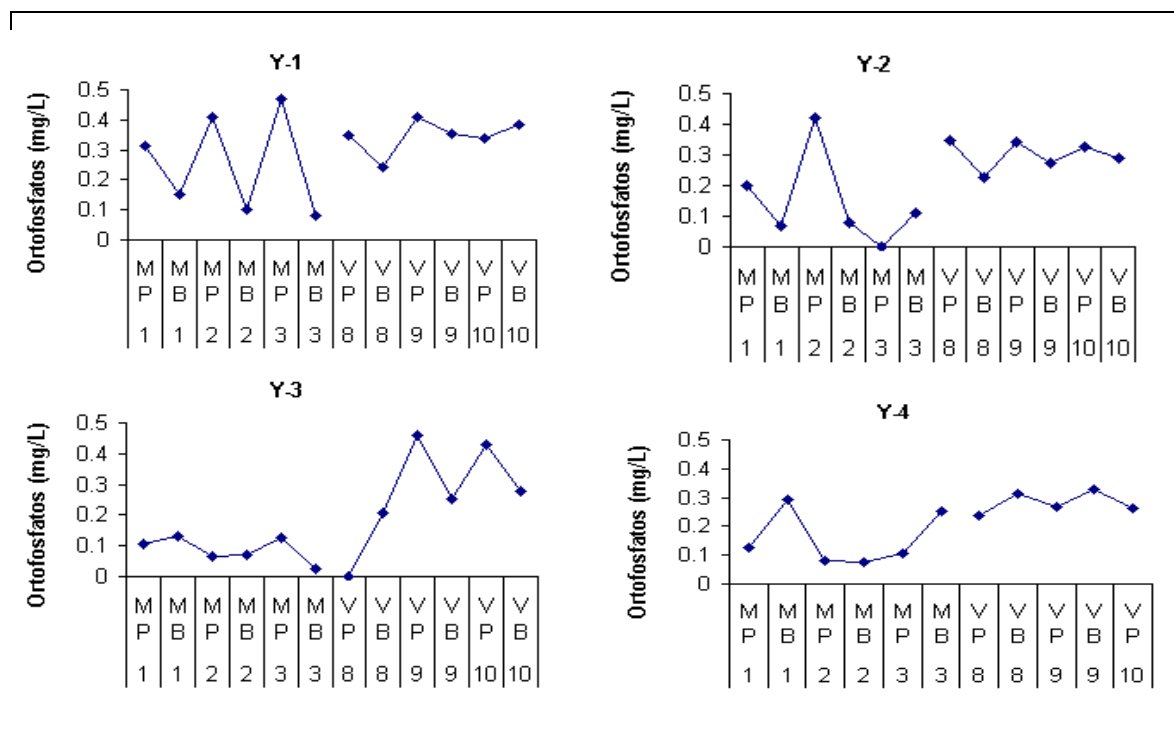 Y-1
Ortofosfatos (mg/L)
0.5
0.4
0.3
0.2
0.1
0
M M M M M M V V V V V V
P B P B P B P B P B P B
1 1 2 2 3 3 8 8 9 9 10 10
Y-2
Ortofosfatos (mg/L)
0.5
0.4
0.3
0.2
0.1
0
M M M M M M V V V V V V
P B P B P B P B P B P B
1 1 2 2 3 3 8 8 9 9 10 10
Y-3
Ortofosfatos (mg/L)
0.5
0.4
0.3
0.2
0.1
0
M M M M M M V V V V V V
P B P B P B P B P B P B
1 1 2 2 3 3 8 8 9 9 10 10
Y-4
Ortofosfatos (mg/L)
0.5
0.4
0.3
0.2
0.1
0
M M M M M M V V V V V
P B P B P B P B P B P
1 1 2 2 3 3 8 8 9 9 10